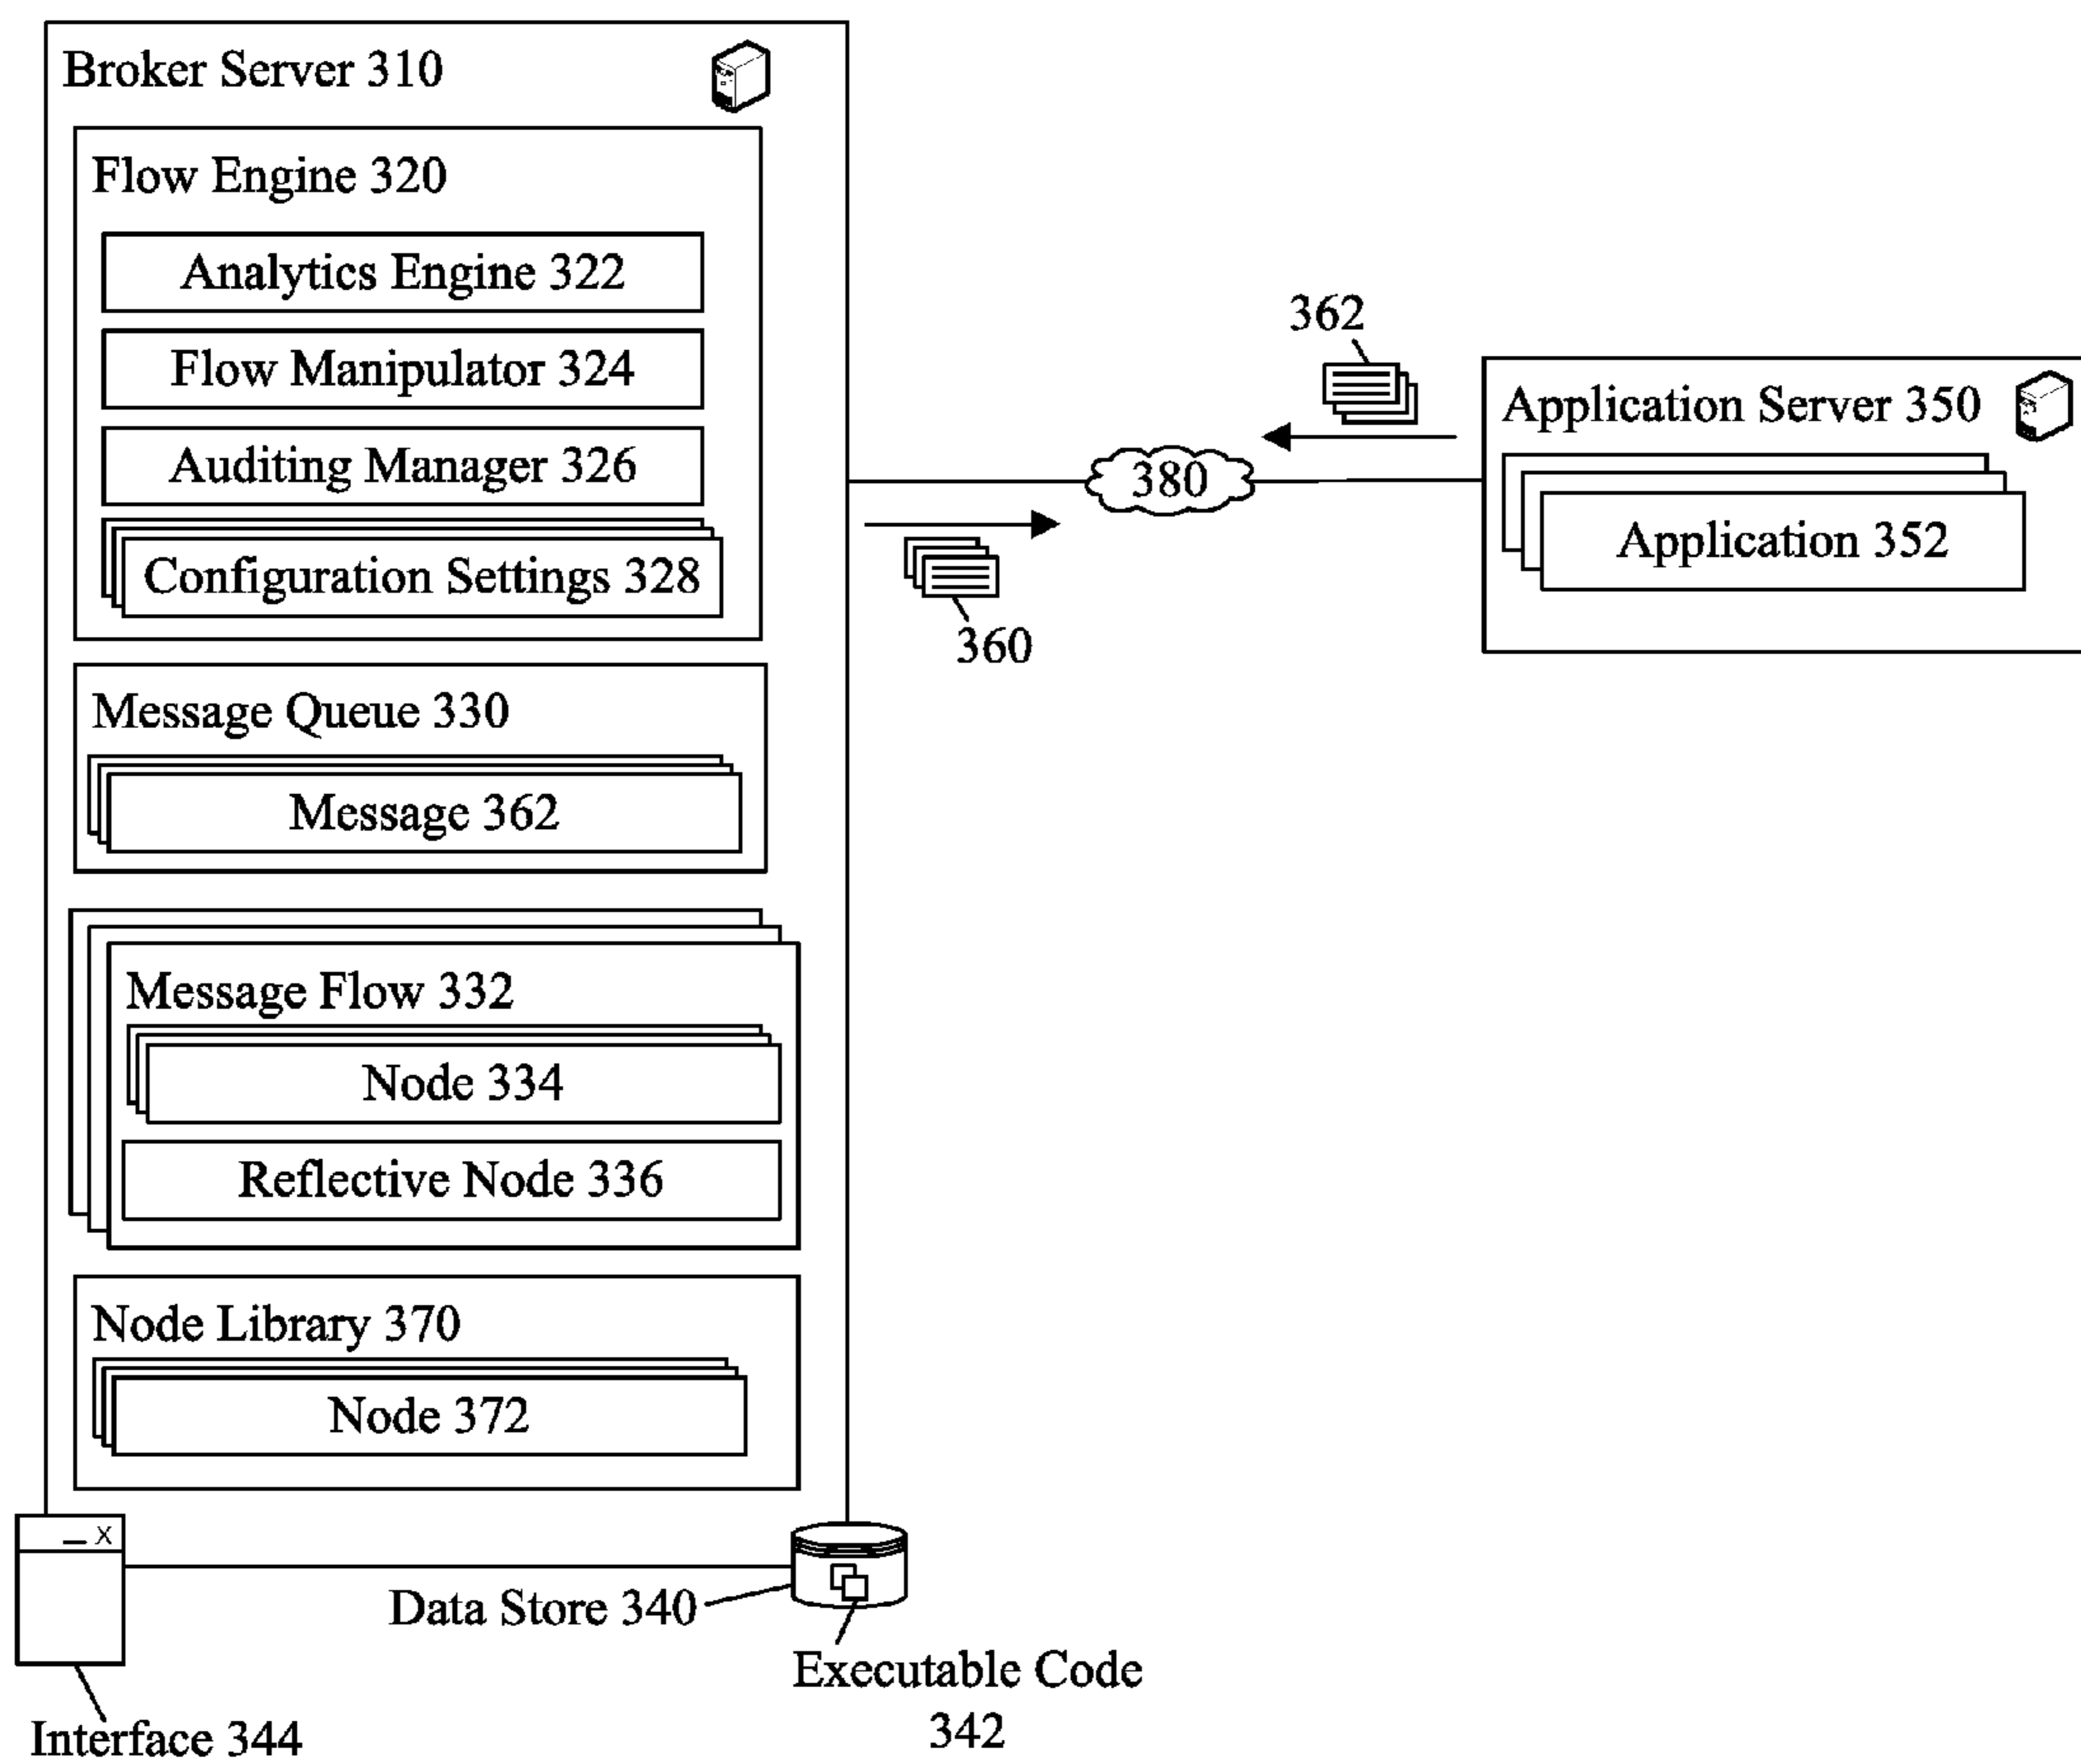 Broker Server 310
Flow Engine 320
Analytics Engine 322
Flow Manipulator 324
Auditing Manager 326
Configuration Settings 328
Message Queue 330
Message 362
Message Flow 332
Node 334
Reflective Node 336
Node Library 370
Node 372
_ X
Data Store 340
Executable Code
342
Interface 344
380
360
362
Application Server 350
Application 352